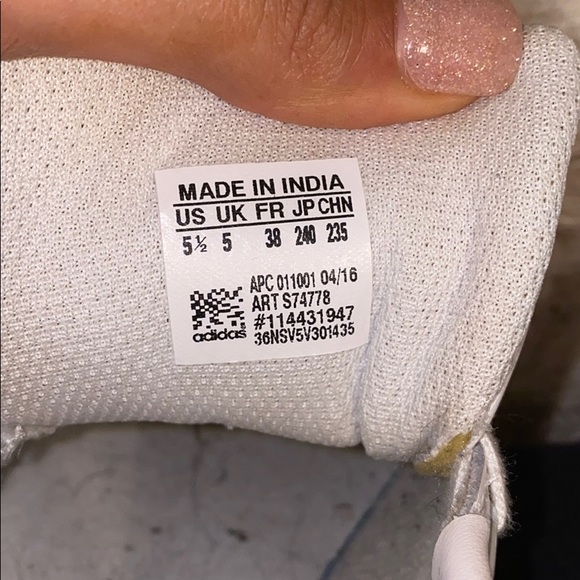 MADE IN INDIA
US UK FR JP CHN
5½ 5 38 240 235
APC 011001 04/16
ART S74778
#114431947
adidas 36NSV5V301435